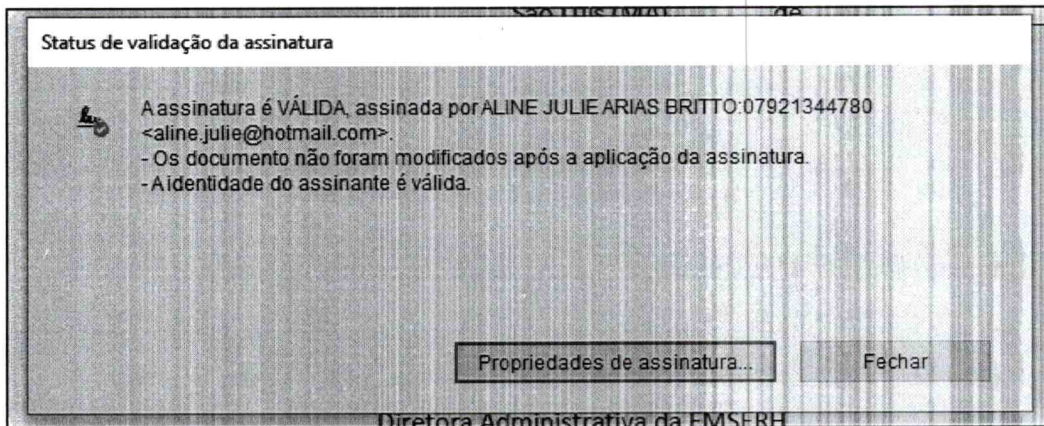 São Luís (MA) de
Status de validação da assinatura
A assinatura é VÁLIDA, assinada por ALINE JULIE ARIAS BRITTO:07921344780
<aline.julie@hotmail.com>.
- Os documento não foram modificados após a aplicação da assinatura.
- A identidade do assinante é válida.
Propriedades de assinatura...
Fechar
Diretora Administrativa da EMSERH